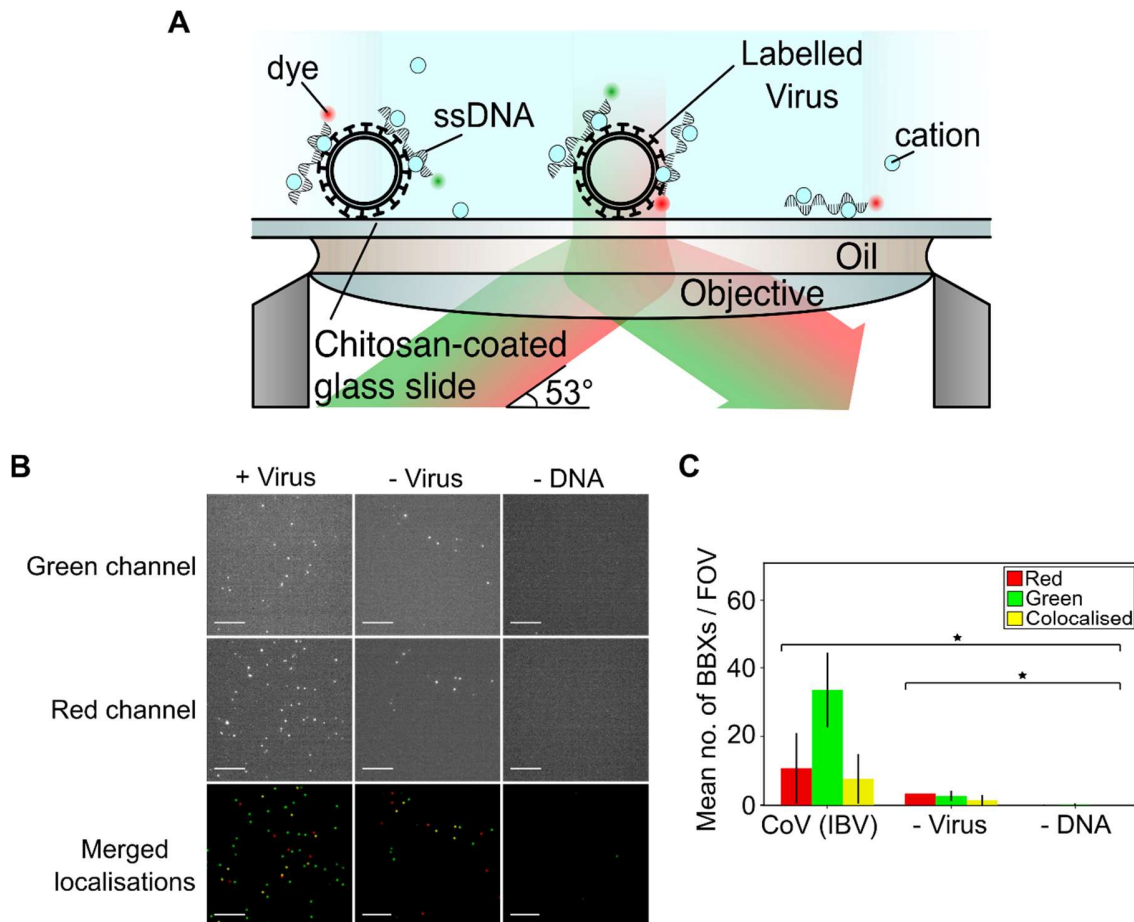 A
dye
ssDNA
Labelled
Virus
cation
Oil
Objective
Chitosan-coated
glass slide
53°
B
+ Virus - Virus - DNA
Green channel
Red channel
Merged
localisations
C
Mean no. of BBXs / FOV
60
40
20
0
Red
Green
Colocalised
CoV (IBV) - Virus - DNA